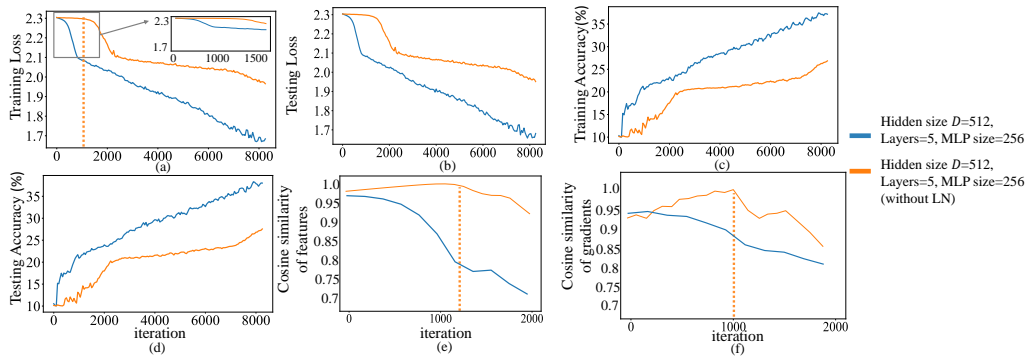 2.3
2.2
2.1
2.0
1.9
1.8
1.7
Training Loss
2.3
1.7
0 1000 1500
0 2000 4000 6000 8000
(a)
2.3
2.2
2.1
2.0
1.9
1.8
1.7
Testing Loss
0 2000 4000 6000 8000
(b)
35
30
25
20
15
10
Training Accuracy(%)
0 2000 4000 6000 8000
(c)
Hidden size D=512,
Layers=5, MLP size=256
Hidden size D=512,
Layers=5, MLP size=256
(without LN)
35
30
25
20
15
10
Testing Accuracy (%)
0 2000 4000 6000 8000
iteration
(d)
1.0
0.95
0.9
0.85
0.8
0.75
0.7
Cosine similarity
of features
0 1000 2000
iteration
(e)
1.0
0.95
0.9
0.85
0.8
0.75
0.7
Cosine similarity
of gradients
0 1000 2000
iteration
(f)